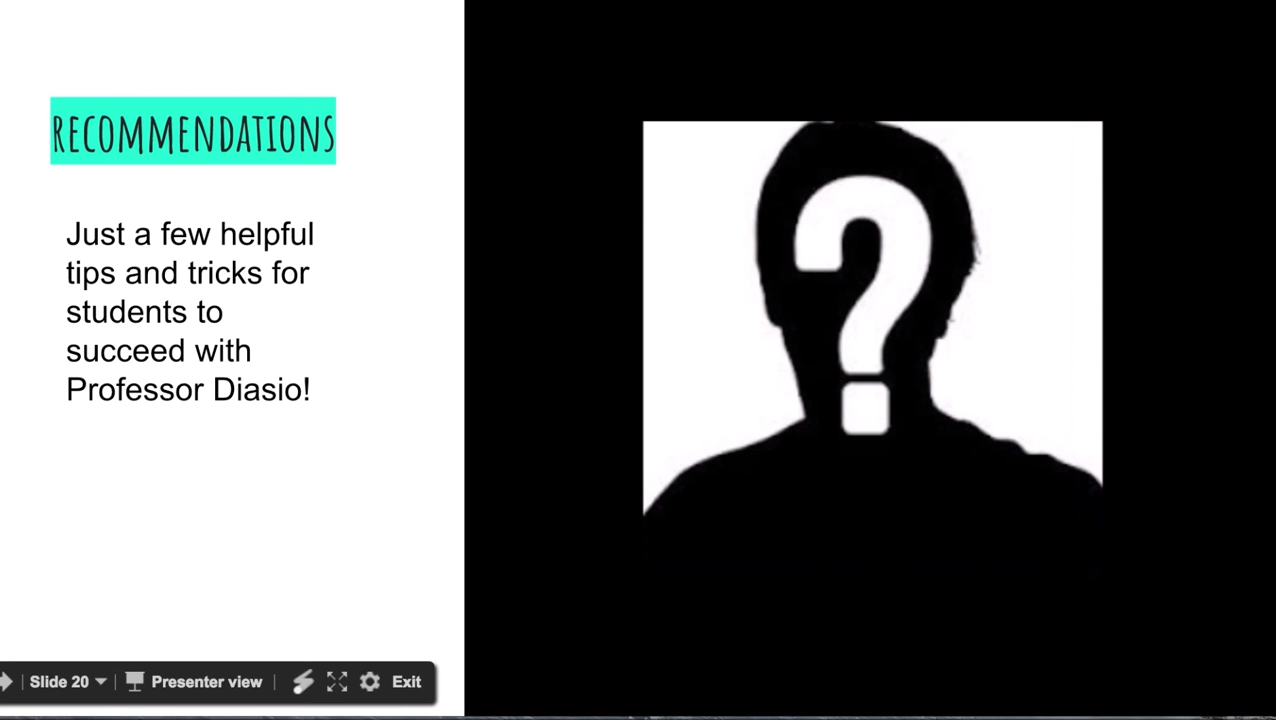 RECOMMENDATIONS
Just a few helpful
tips and tricks for
students to
succeed with
Professor Diasio!
Slide 20
Presenter view
Exit